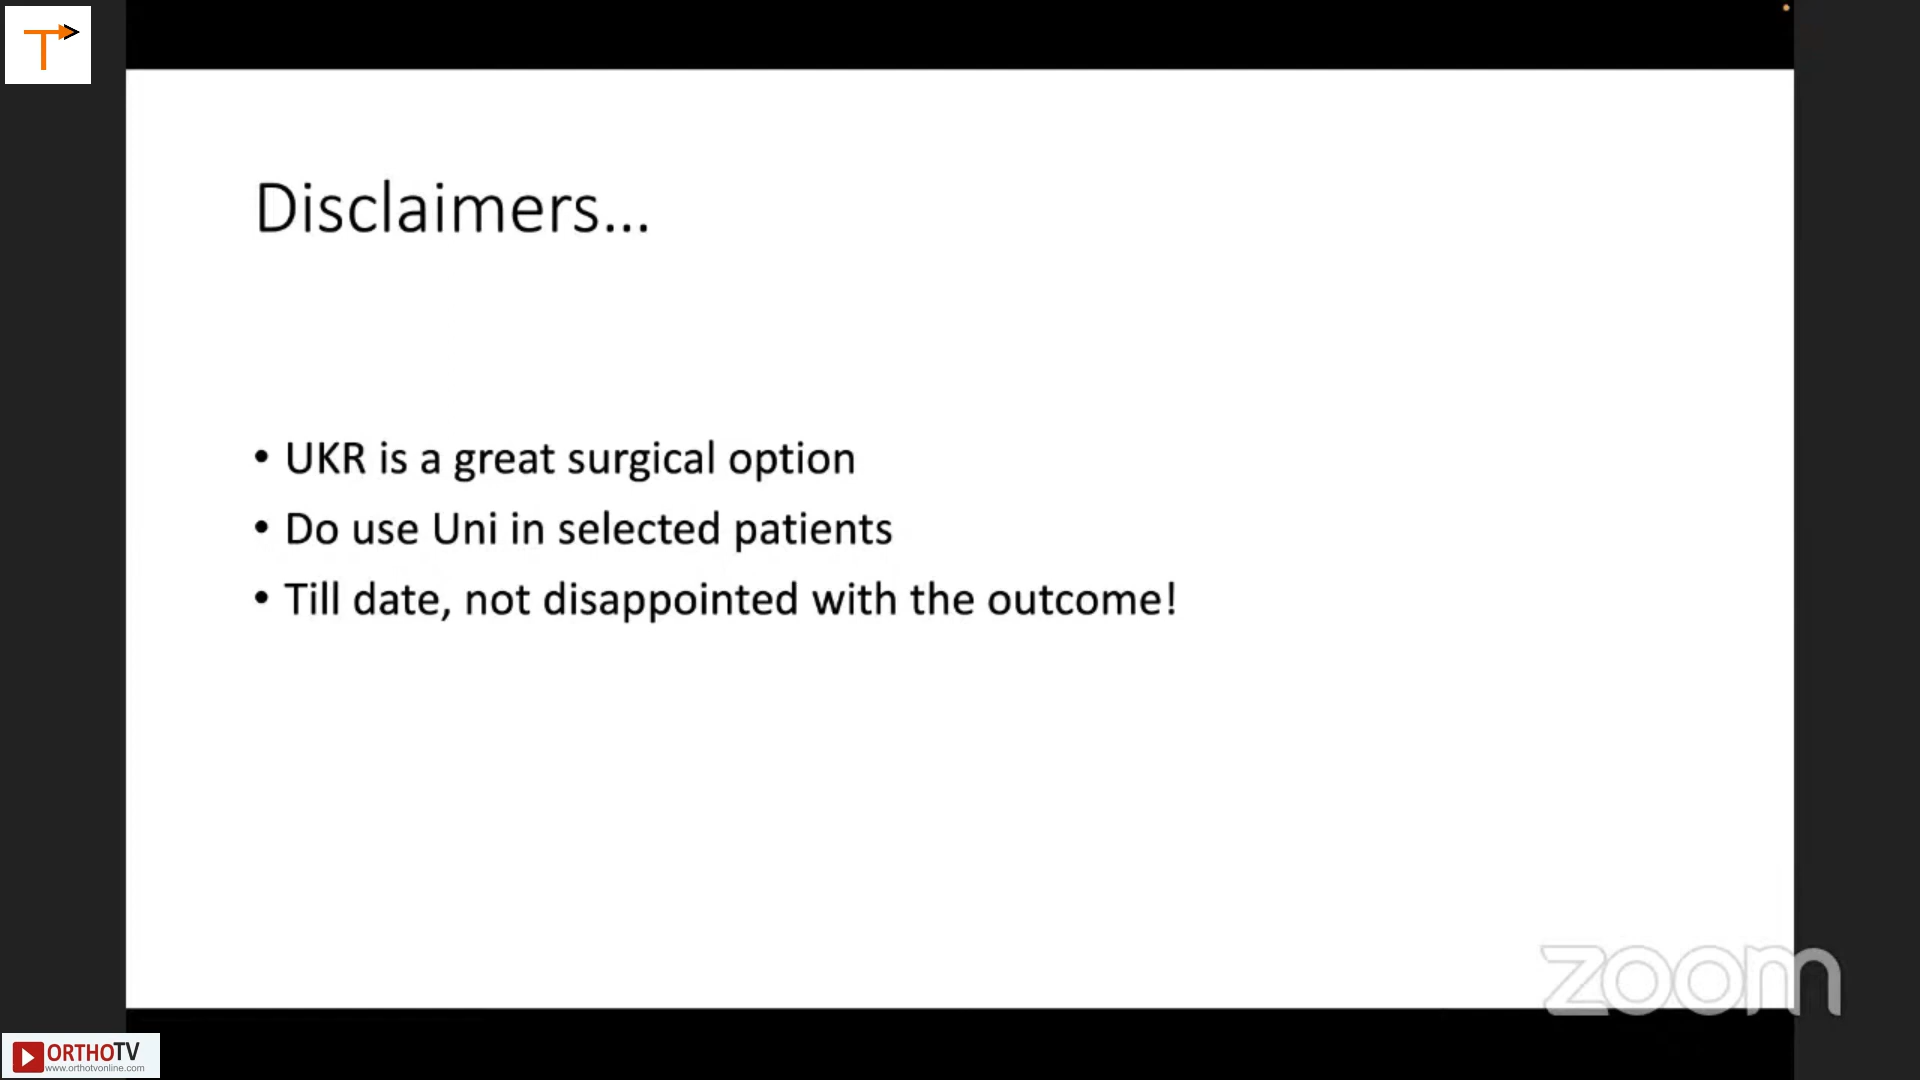 T
Disclaimers...
• UKR is a great surgical option
• Do use Uni in selected patients
• Till date, not disappointed with the outcome!
zoom
ORTHOTV
www.orthotvonline.com